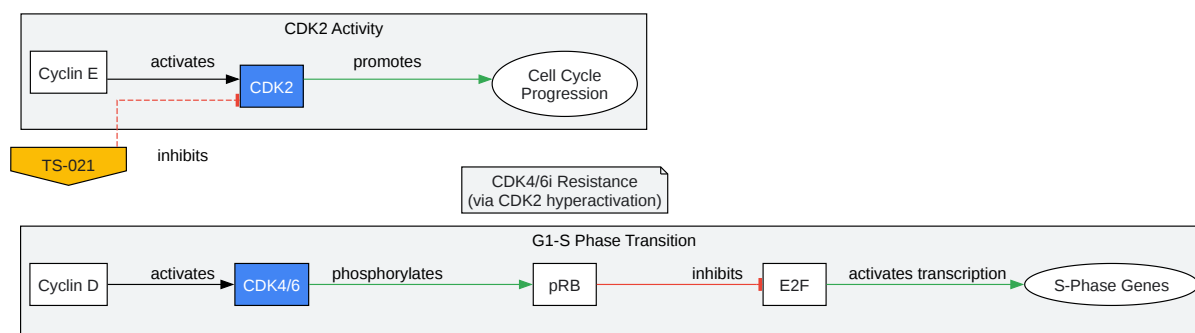 CDK2 Activity
Cyclin E
activates
CDK2
promotes
Cell Cycle
Progression
TS-021
inhibits
CDK4/6i Resistance
(via CDK2 hyperactivation)
G1-S Phase Transition
Cyclin D
activates
CDK4/6
phosphorylates
pRB
inhibits
E2F
activates transcription
S-Phase Genes